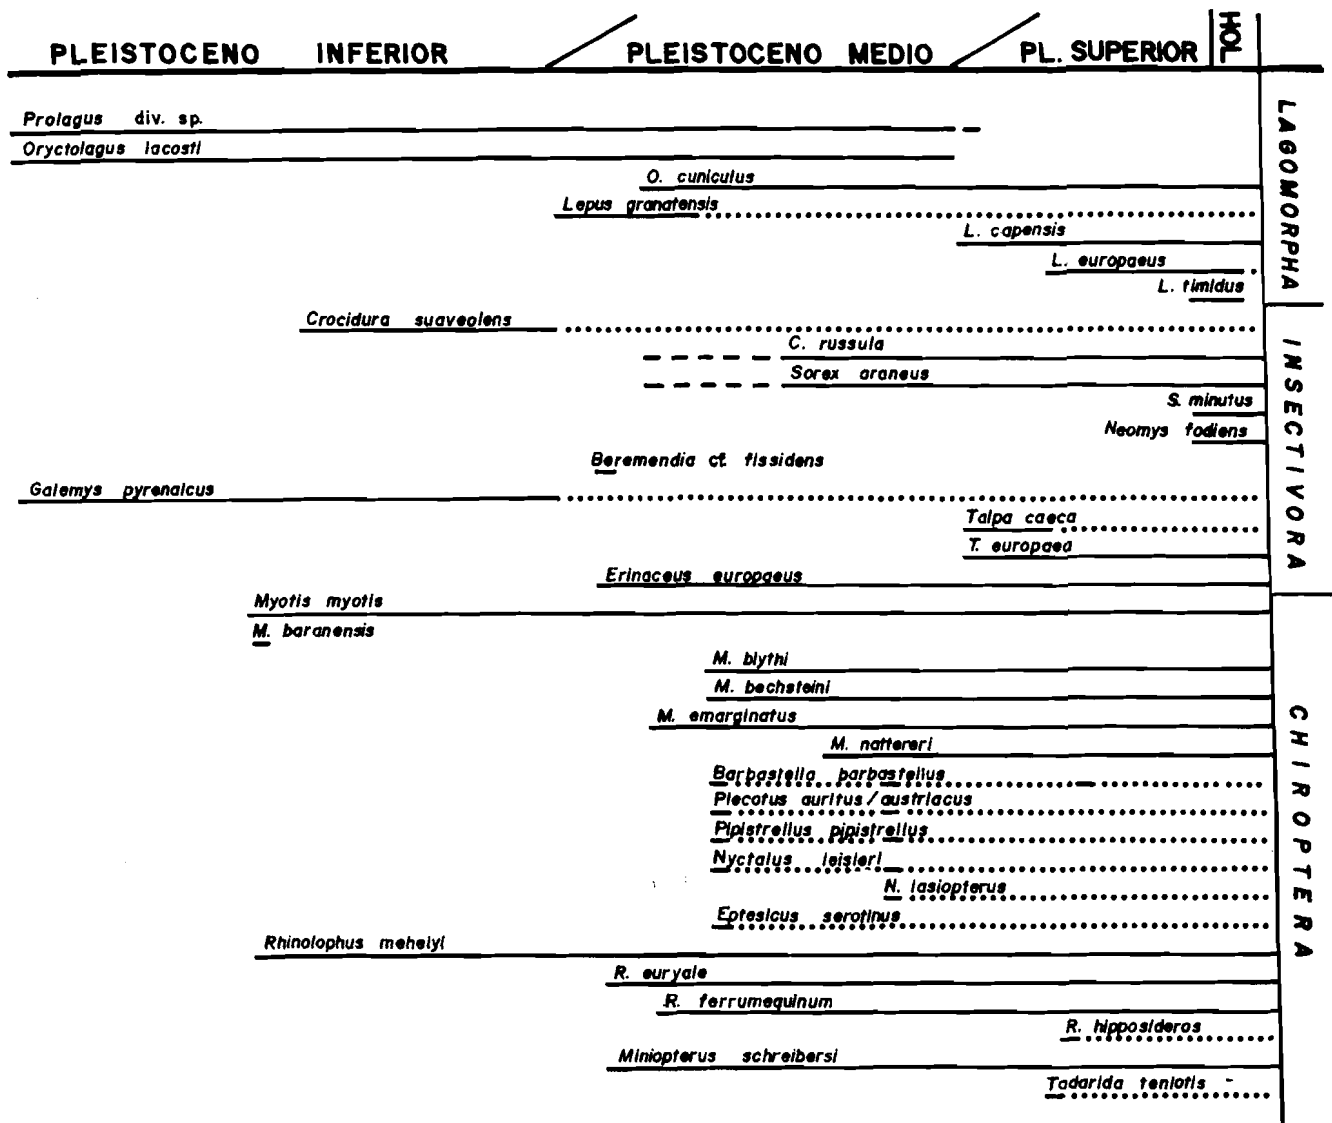 PLEISTOCENO INFERIOR PLEISTOCENO MEDIO PL. SUPERIOR HOL
LAGOMORPHA
Prolagus div. sp.
Oryctolagus lacosti
O. cuniculus
Lepus granatensis
L. capensis
L. europaeus
L. timidus
INSECTIVORA
Crocidura suaveolens
C. russula
Sorex araneus
S. minutus
Neomys fodiens
Beremendia cf. fissidens
Galemys pyrenaicus
Talpa caeca
T. europaea
Erinaceus europaeus
CHIROPTERA
Myotis myotis
M. baranensis
M. blythi
M. bechsteini
M. emarginatus
M. nattereri
Barbastella barbastellus
Plecotus auritus/austriacus
Pipistrellus pipistrellus
Nyctalus leisleri
N. lasiopterus
Eptesicus serotinus
Rhinolophus mehelyi
R. euryale
R. ferrumequinum
R. hipposideros
Miniopterus schreibersi
Tadarida teniotis